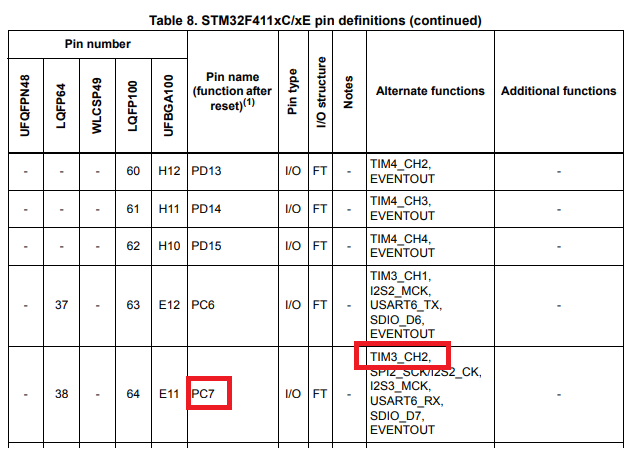 Table 8. STM32F411xC/xE pin definitions (continued)
Pin number
UFQFPN48
LQFP64
WLCSP49
LQFP100
UFBGA100
Pin name
(function after
reset)(1)
Pin type
I/O structure
Notes
Alternate functions
Additional functions
- - - 60 H12 PD13 I/O FT - TIM4_CH2, -
EVENTOUT
- - - 61 H11 PD14 I/O FT - TIM4_CH3, -
EVENTOUT
- - - 62 H10 PD15 I/O FT - TIM4_CH4, -
EVENTOUT
- 37 - 63 E12 PC6 I/O FT - TIM3_CH1, -
I2S2_MCK,
USART6_TX,
SDIO_D6,
EVENTOUT
- 38 - 64 E11 PC7 I/O FT - TIM3_CH2, -
SPI2_SCK/I2S2_CK,
I2S3_MCK,
USART6_RX,
SDIO_D7,
EVENTOUT